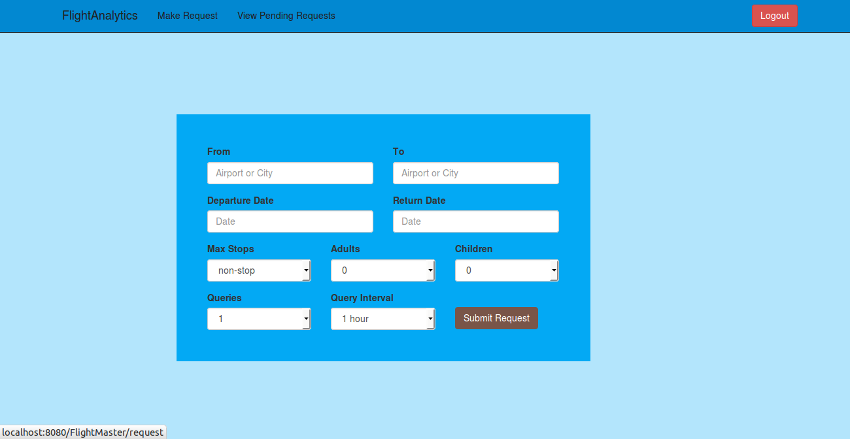 FlightAnalytics Make Request View Pending Requests Logout
From To
Airport or City Airport or City
Departure Date Return Date
Date Date
Max Stops Adults Children
non-stop 0 0
Queries Query Interval
1 1 hour Submit Request
localhost:8080/FlightMaster/request